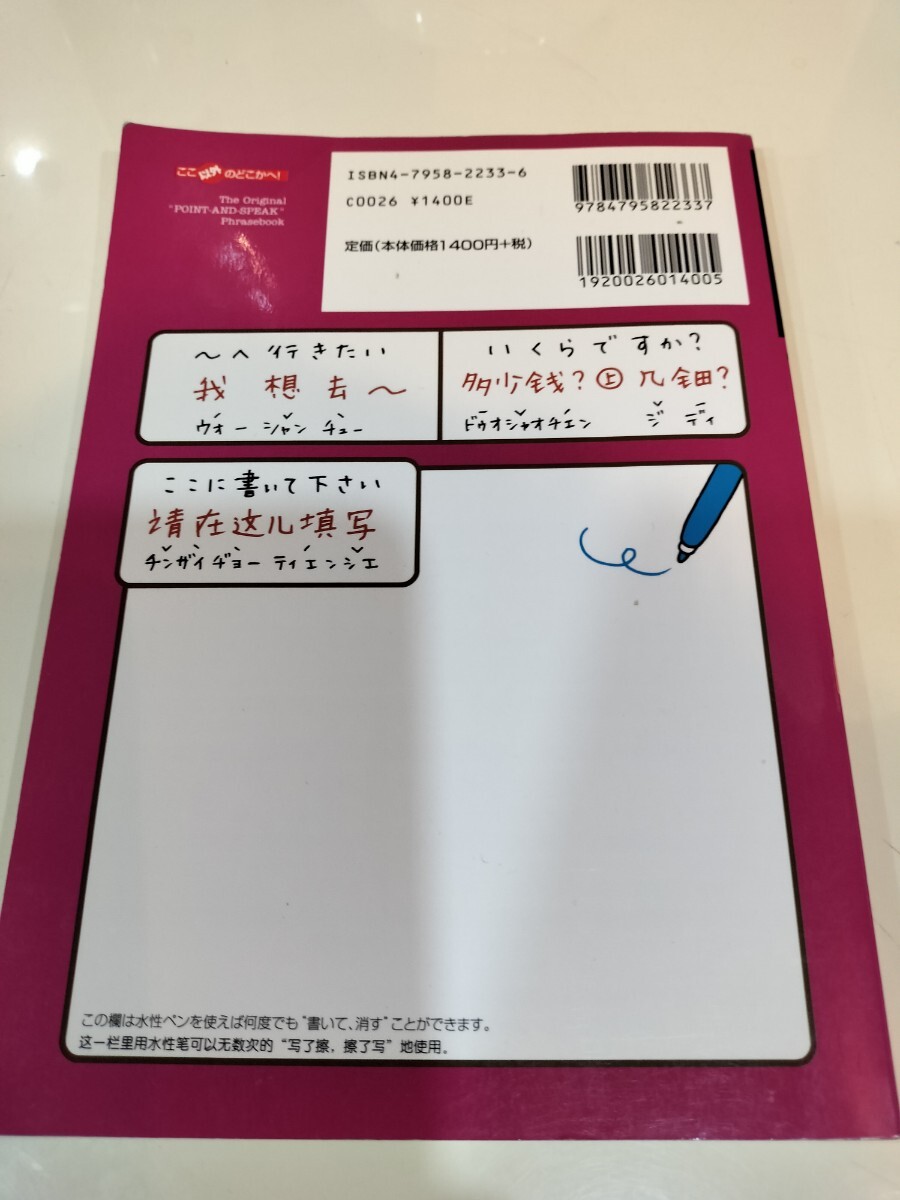 ここ以外のどこかへ!
The Original
"POINT-AND-SPEAK"
Phrasebook
ISBN4-7958-2233-6
C0026 ¥1400E
定価(本体価格1400円+税)
9784795822337
1920026014005
〜へ行きたい
我 想 去〜
ウォー シャン チュー
いくらですか?
多少钱?㊤几钿?
ドゥオシャオチエン ジ ディ
ここに書いて下さい
请在这儿填写
チンザイヂョー ティエンシエ
この欄は水性ペンを使えば何度でも"書いて、消す"ことができます。
这一栏里用水性笔可以无数次的"写了擦,擦了写"地使用。